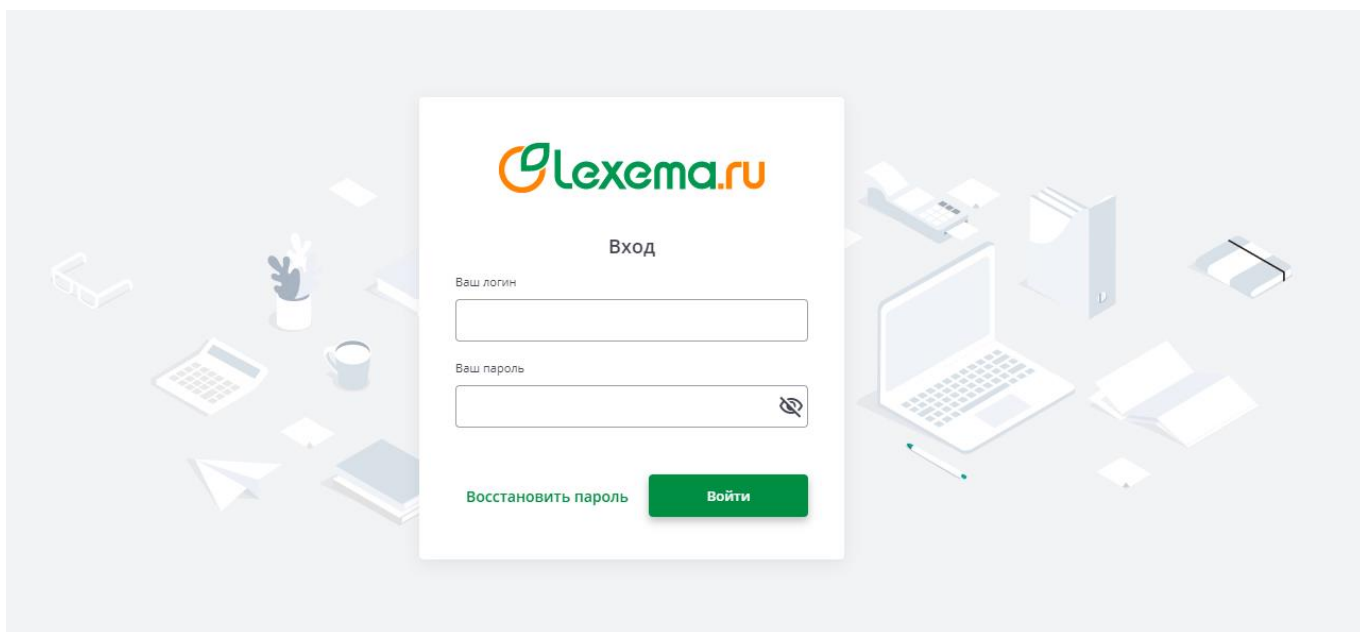 lexema.ru
Вход
Ваш логин
Ваш пароль
Восстановить пароль Войти